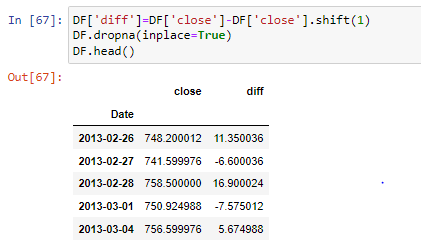 In [67]: DF['diff']=DF['close']-DF['close'].shift(1)
DF.dropna(inplace=True)
DF.head()
Out[67]:
close diff
Date
2013-02-26 748.200012 11.350036
2013-02-27 741.599976 -6.600036
2013-02-28 758.500000 16.900024
2013-03-01 750.924988 -7.575012
2013-03-04 756.599976 5.674988